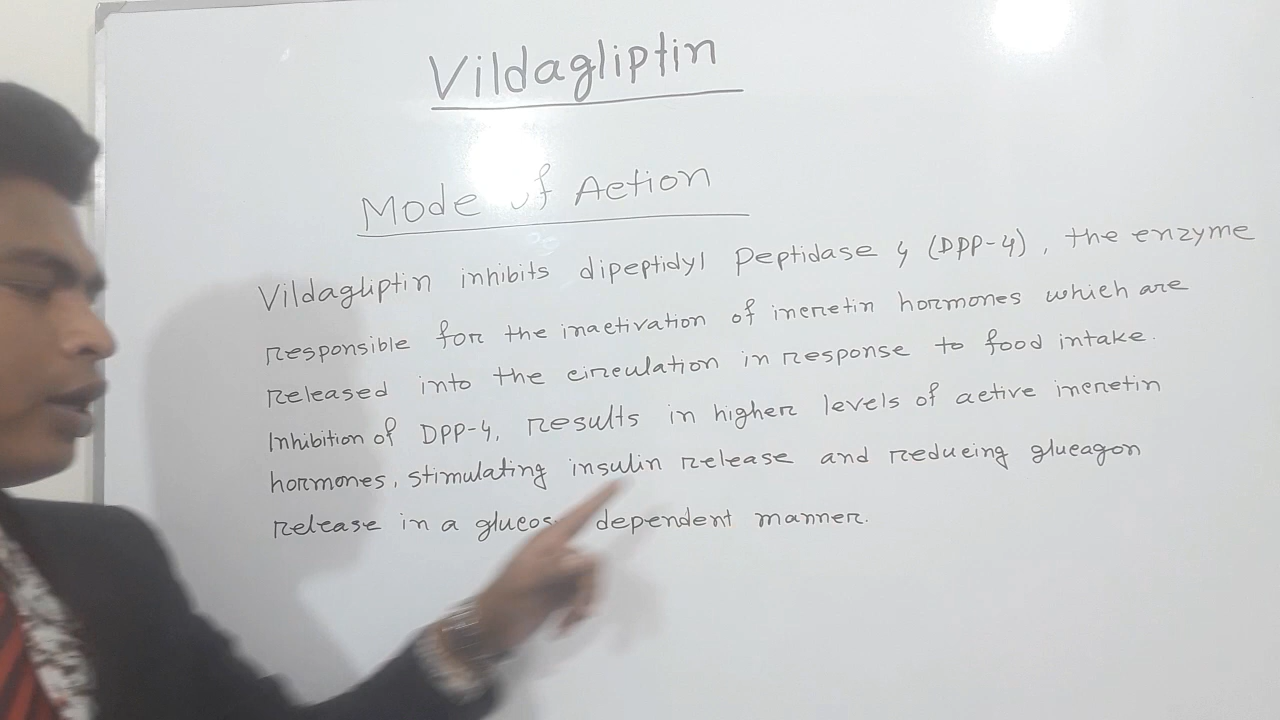 Vildagliptin
Mode of Action
Vildagliptin inhibits dipeptidyl Peptidase 4 (DPP-4), the enzyme
responsible for the inactivation of incretin hormones which are
released into the circulation in response to food intake.
Inhibition of DPP-4, results in higher levels of active incretin
hormones, stimulating insulin release and reducing glucagon
release in a dependent manner.